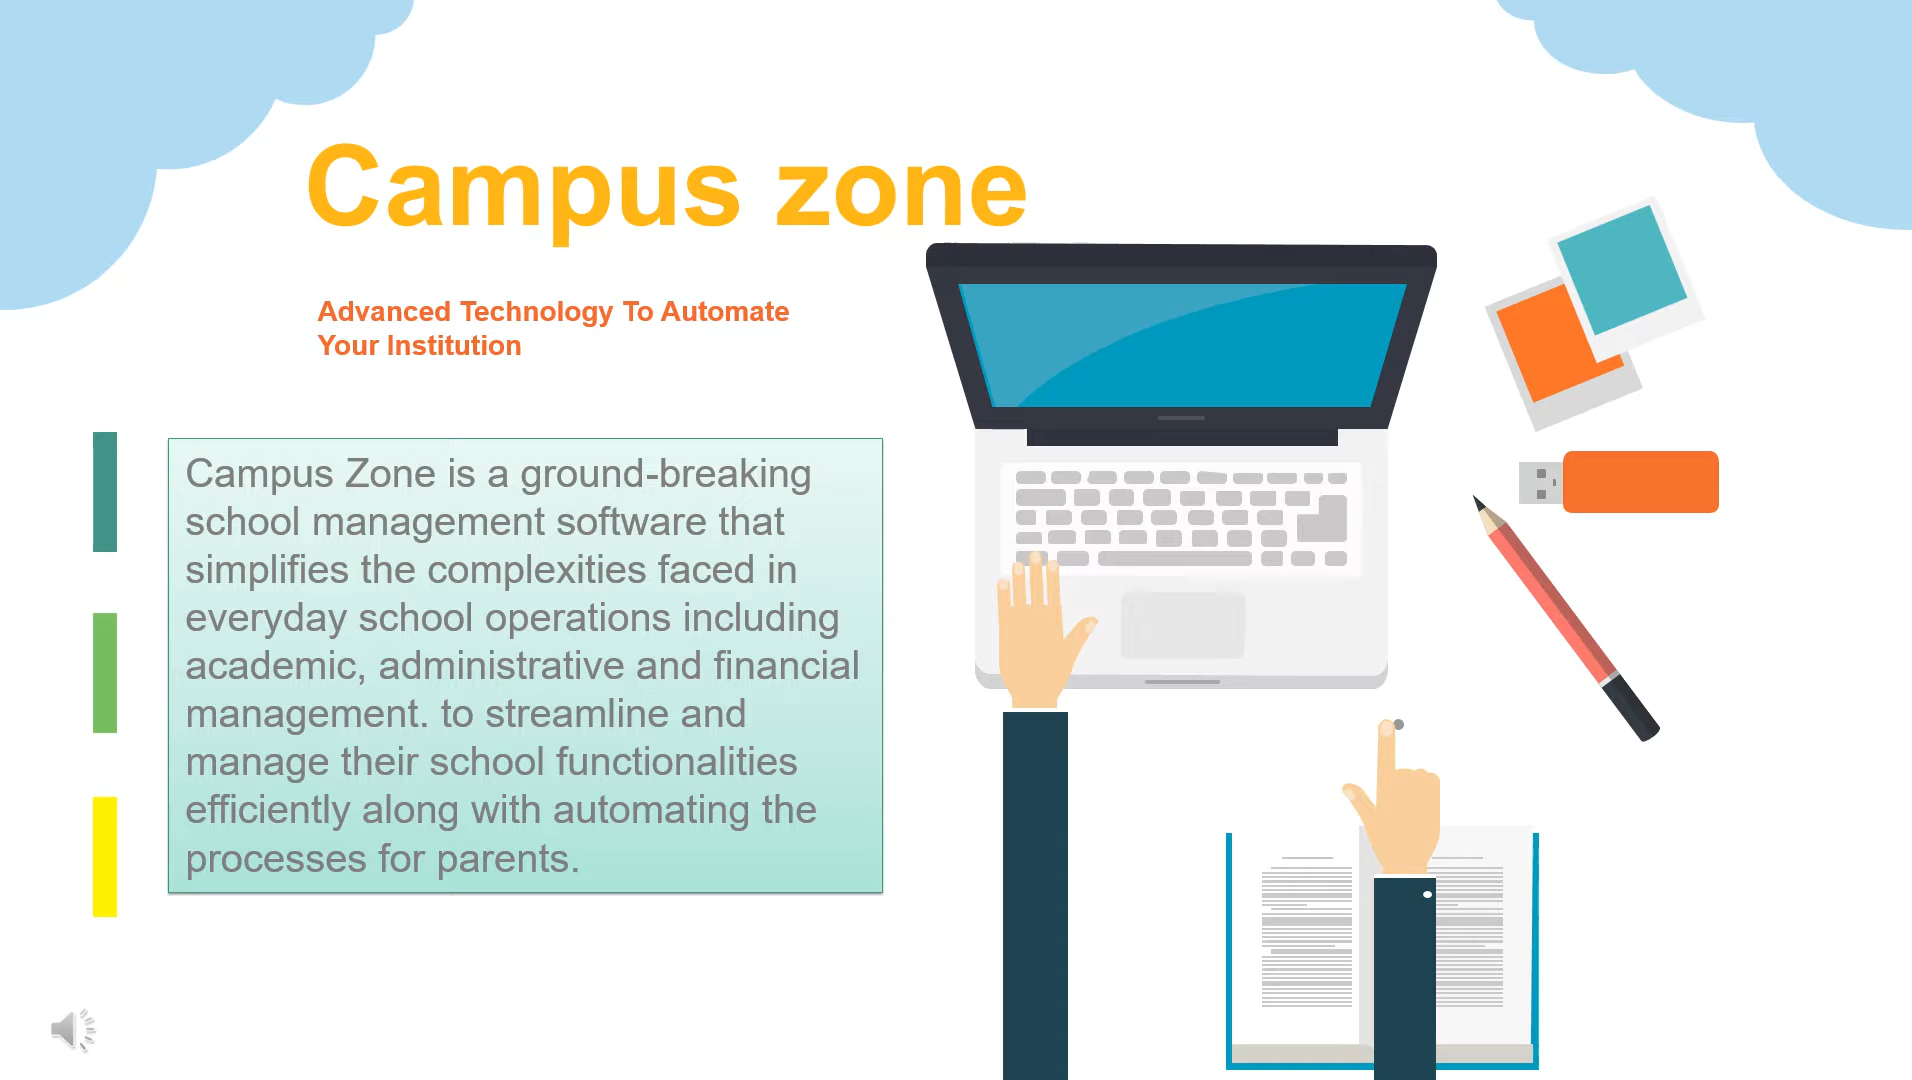 Campus zone
Advanced Technology To Automate
Your Institution
Campus Zone is a ground-breaking
school management software that
simplifies the complexities faced in
everyday school operations including
academic, administrative and financial
management. to streamline and
manage their school functionalities
efficiently along with automating the
processes for parents.